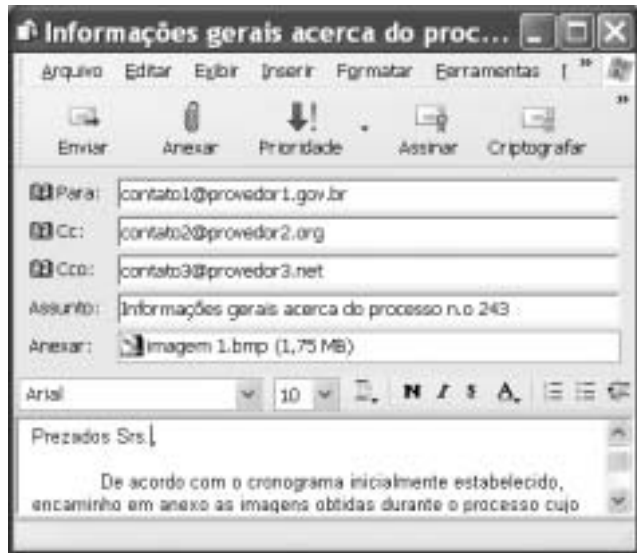 Informações gerais acerca do proc...
Arquivo Editar Exibir Inserir Formatar Ferramentas »
Enviar Anexar Prioridade Assinar Criptografar »
Para: contato1@provedor1.gov.br
Cc: contato2@provedor2.org
Cco: contato3@provedor3.net
Assunto: Informações gerais acerca do processo n.o 243
Anexar: imagem 1.bmp (1,75 MB)
Arial 10 N I S A
Prezados Srs.,
De acordo com o cronograma inicialmente estabelecido,
encaminho em anexo as imagens obtidas durante o processo cujo